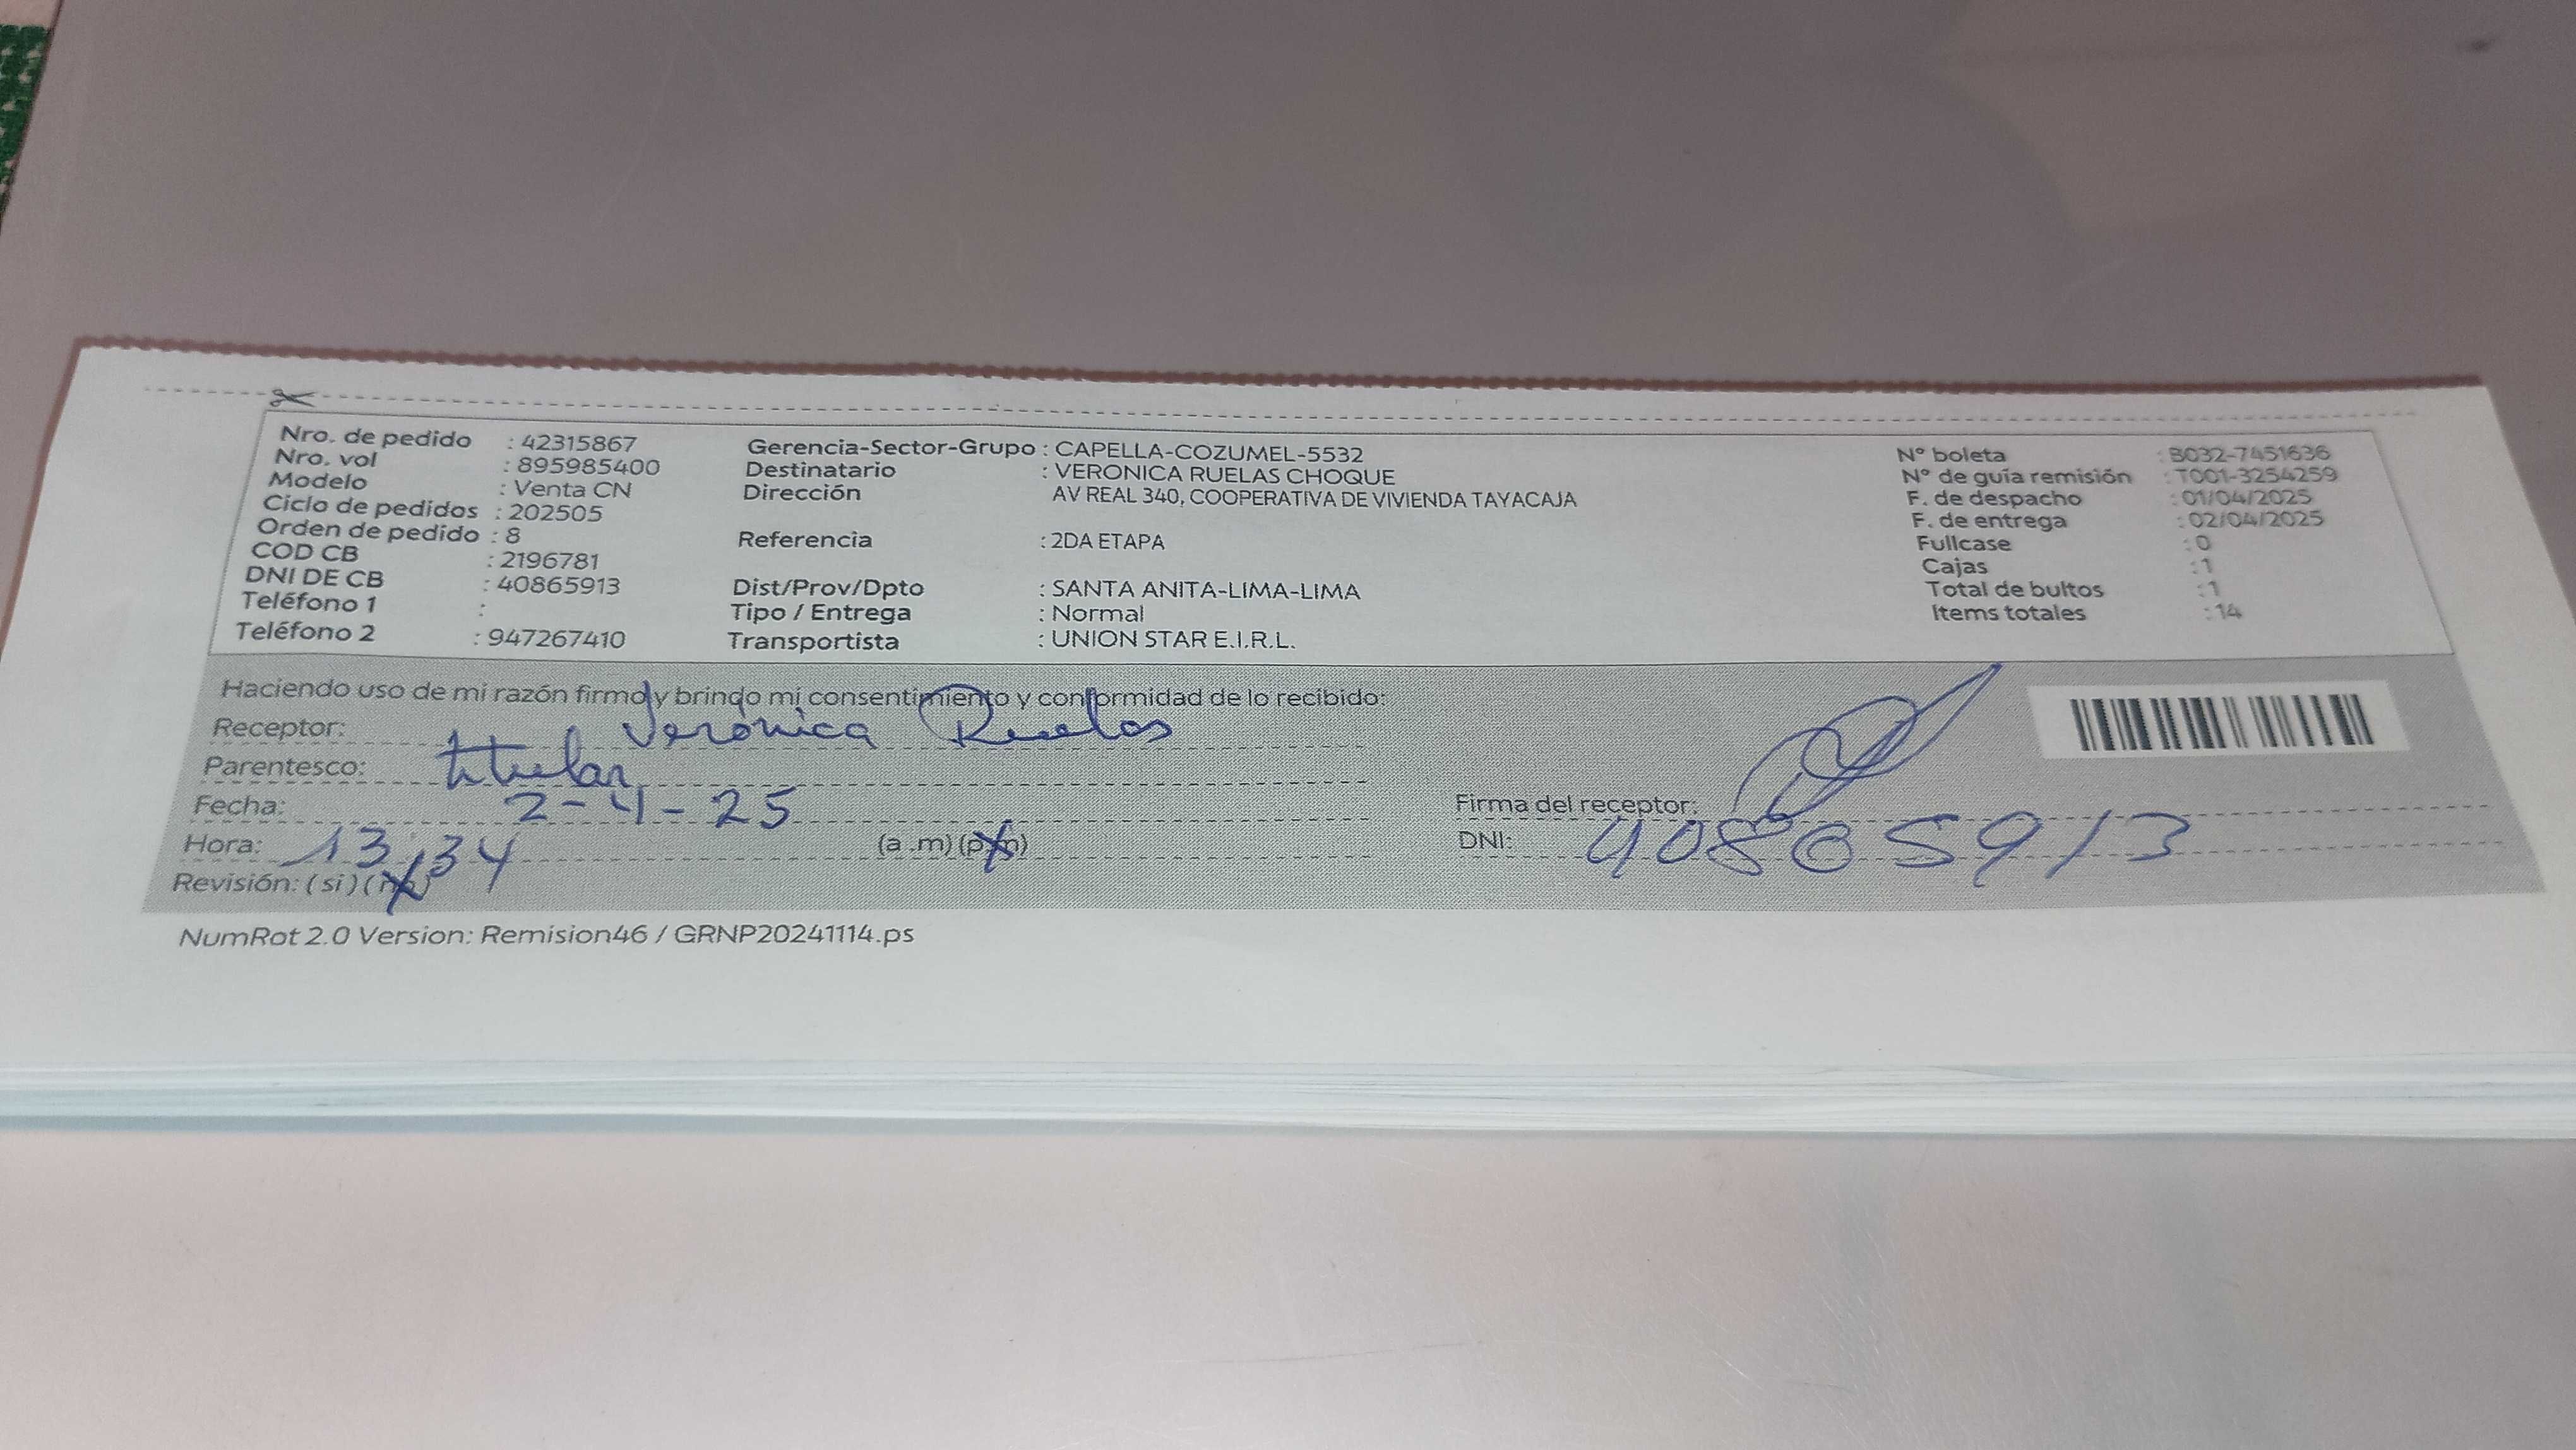 Nro. de pedido : 42315867
Nro. vol : 895985400
Modelo : Venta CN
Ciclo de pedidos : 202505
Orden de pedido : 8
COD CB : 2196781
DNI DE CB : 40865913
Teléfono 1 :
Teléfono 2 : 947267410
Gerencia-Sector-Grupo : CAPELLA-COZUMEL-5532
Destinatario : VERONICA RUELAS CHOQUE
Dirección AV REAL 340, COOPERATIVA DE VIVIENDA TAYACAJA
Referencia : 2DA ETAPA
Dist/Prov/Dpto : SANTA ANITA-LIMA-LIMA
Tipo / Entrega : Normal
Transportista : UNION STAR E.I.R.L.
N° boleta : B032-7451636
N° de guía remisión : T001-3254259
F. de despacho : 01/04/2025
F. de entrega : 02/04/2025
Fullcase : 0
Cajas : 1
Total de bultos : 1
Items totales : 14
Haciendo uso de mi razón firmo y brindo mi consentimiento y conformidad de lo recibido:
Receptor: Veronica Ruelas
Parentesco: titular
Fecha: 2-4-25
Hora: 13:34 (a .m) (p.m)
Revisión: ( si ) ( no )
Firma del receptor:
DNI: 40865913
NumRot 2.0 Version: Remision46 / GRNP20241114.ps